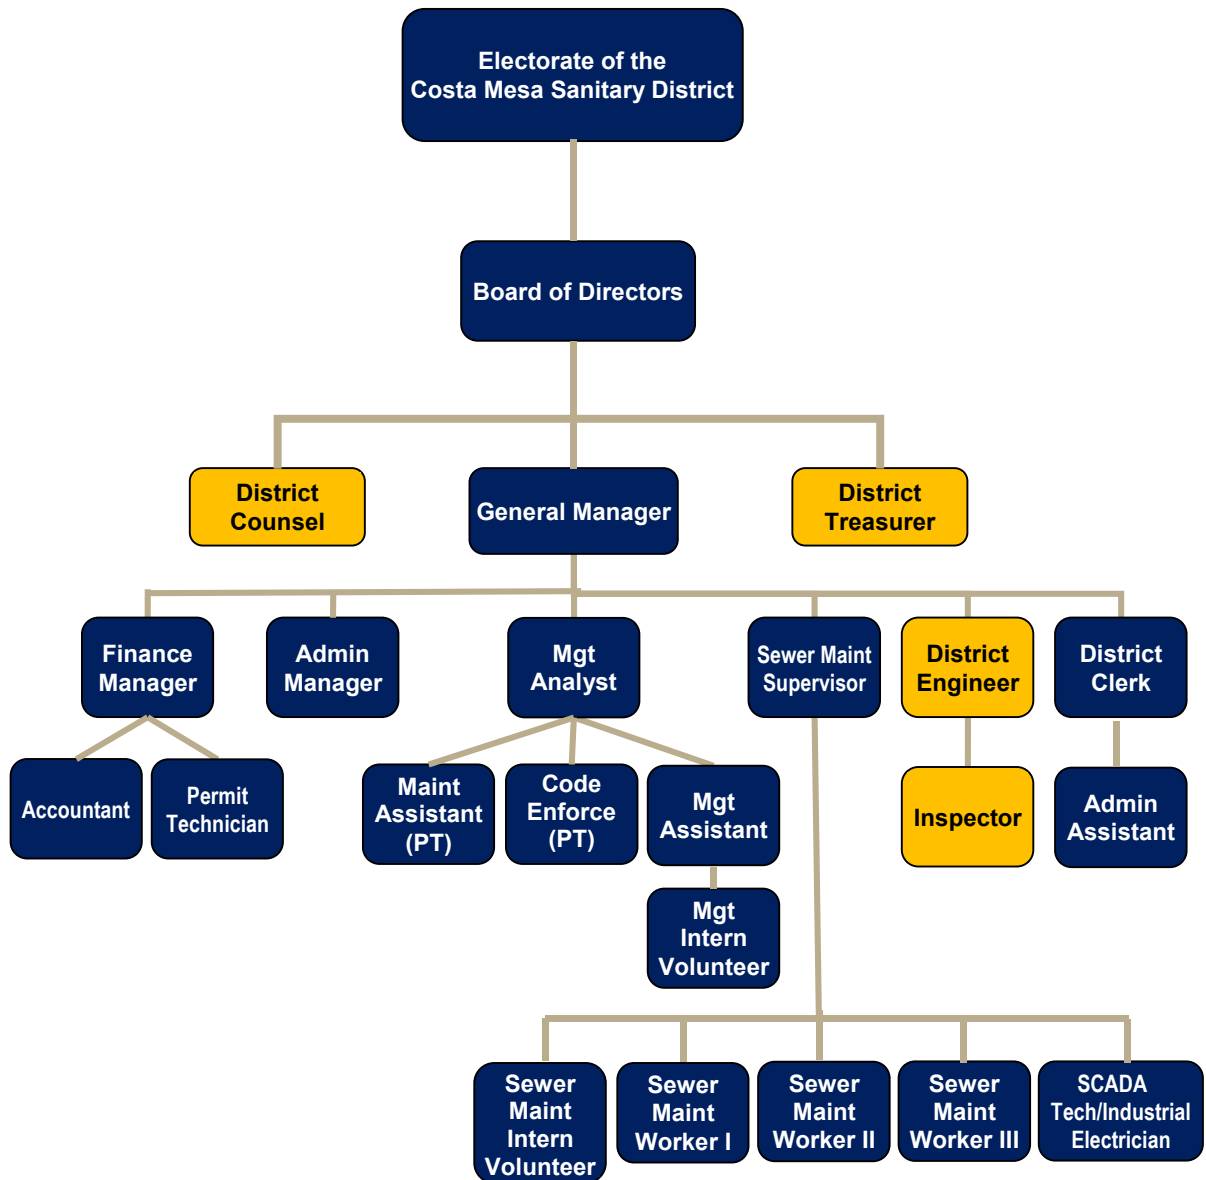 Electorate of the
Costa Mesa Sanitary District
Board of Directors
District
Counsel
General Manager
District
Treasurer
Finance
Manager
Admin
Manager
Mgt
Analyst
Sewer Maint
Supervisor
District
Engineer
District
Clerk
Accountant
Permit
Technician
Maint
Assistant
(PT)
Code
Enforce
(PT)
Mgt
Assistant
Inspector
Admin
Assistant
Mgt
Intern
Volunteer
Sewer
Maint
Intern
Volunteer
Sewer
Maint
Worker I
Sewer
Maint
Worker II
Sewer
Maint
Worker III
SCADA
Tech/Industrial
Electrician